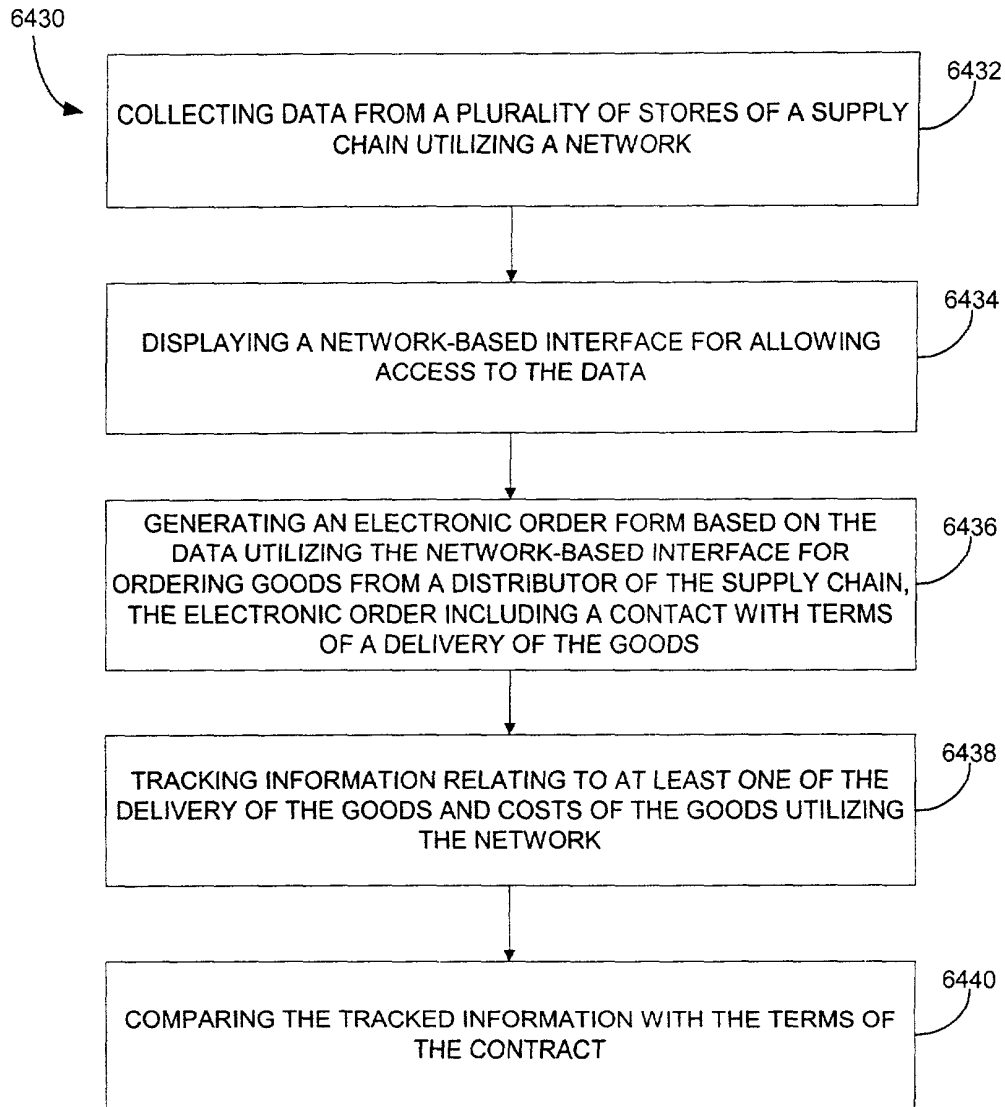 6430
6432
COLLECTING DATA FROM A PLURALITY OF STORES OF A SUPPLY
CHAIN UTILIZING A NETWORK
6434
DISPLAYING A NETWORK-BASED INTERFACE FOR ALLOWING
ACCESS TO THE DATA
6436
GENERATING AN ELECTRONIC ORDER FORM BASED ON THE
DATA UTILIZING THE NETWORK-BASED INTERFACE FOR
ORDERING GOODS FROM A DISTRIBUTOR OF THE SUPPLY CHAIN,
THE ELECTRONIC ORDER INCLUDING A CONTACT WITH TERMS
OF A DELIVERY OF THE GOODS
6438
TRACKING INFORMATION RELATING TO AT LEAST ONE OF THE
DELIVERY OF THE GOODS AND COSTS OF THE GOODS UTILIZING
THE NETWORK
6440
COMPARING THE TRACKED INFORMATION WITH THE TERMS OF
THE CONTRACT